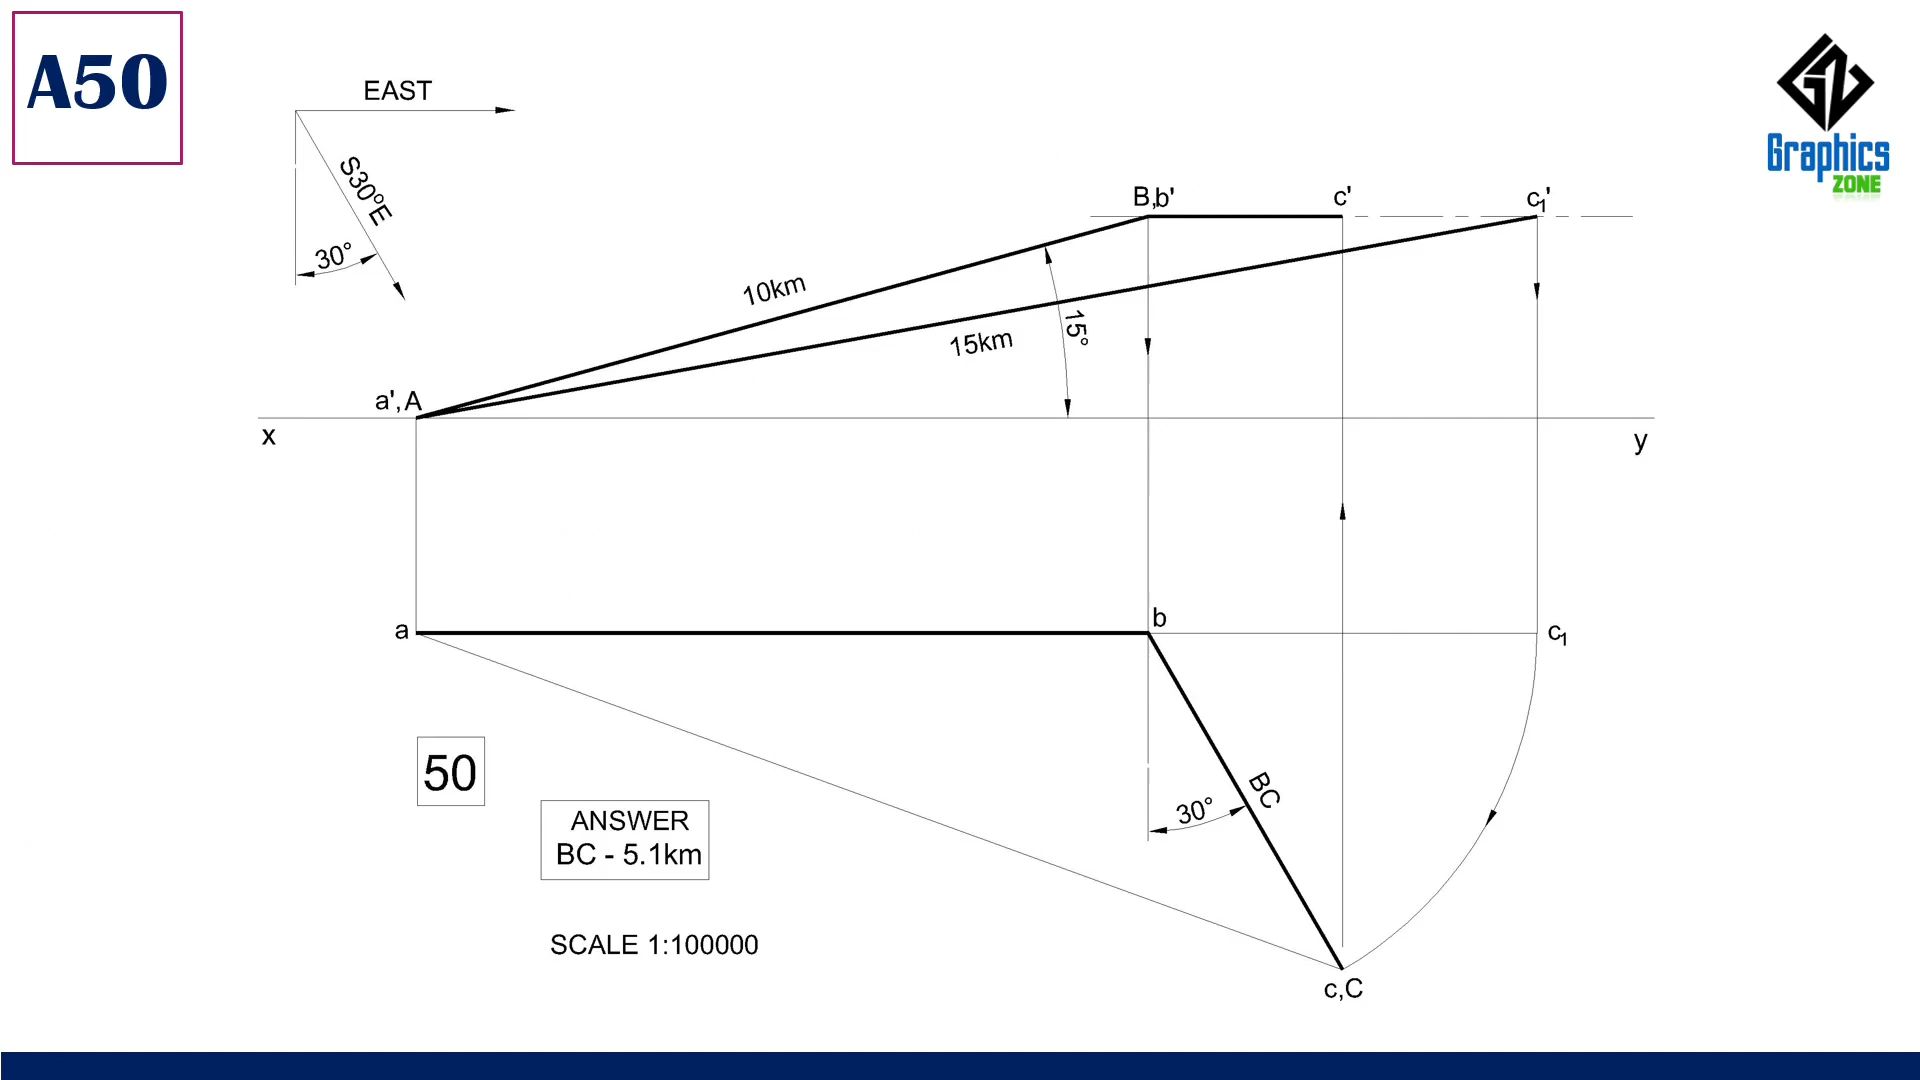 A50
EAST
S30°E
30°
Graphics
ZONE
B,b'
c'
c1'
10km
15km
15°
a',A
x
y
a
b
c1
50
BC
30°
ANSWER
BC - 5.1km
SCALE 1:100000
c,C